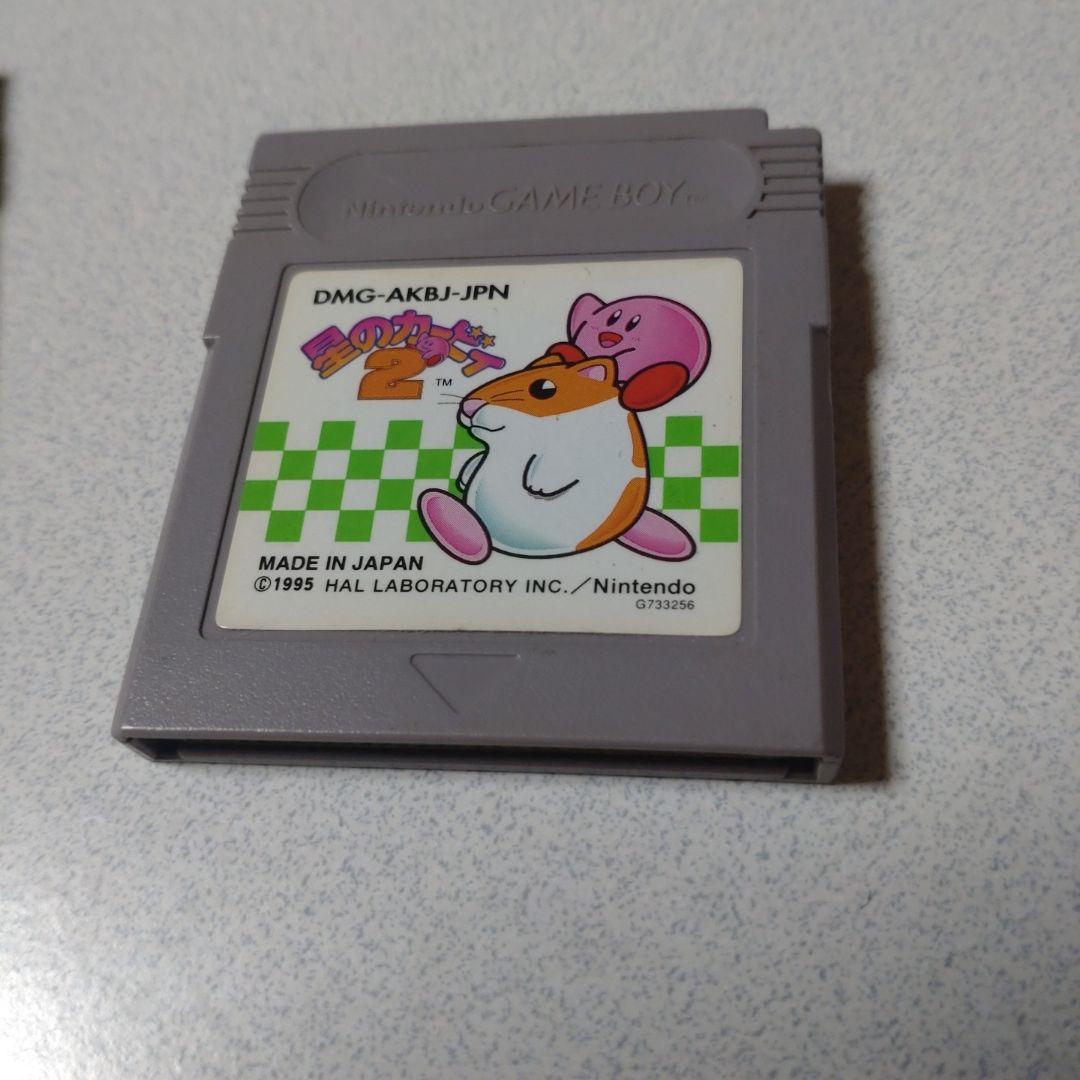 Nintendo GAME BOY TM
DMG-AKBJ-JPN
星のカービィ
2 TM
MADE IN JAPAN
©1995 HAL LABORATORY INC./Nintendo
G733256